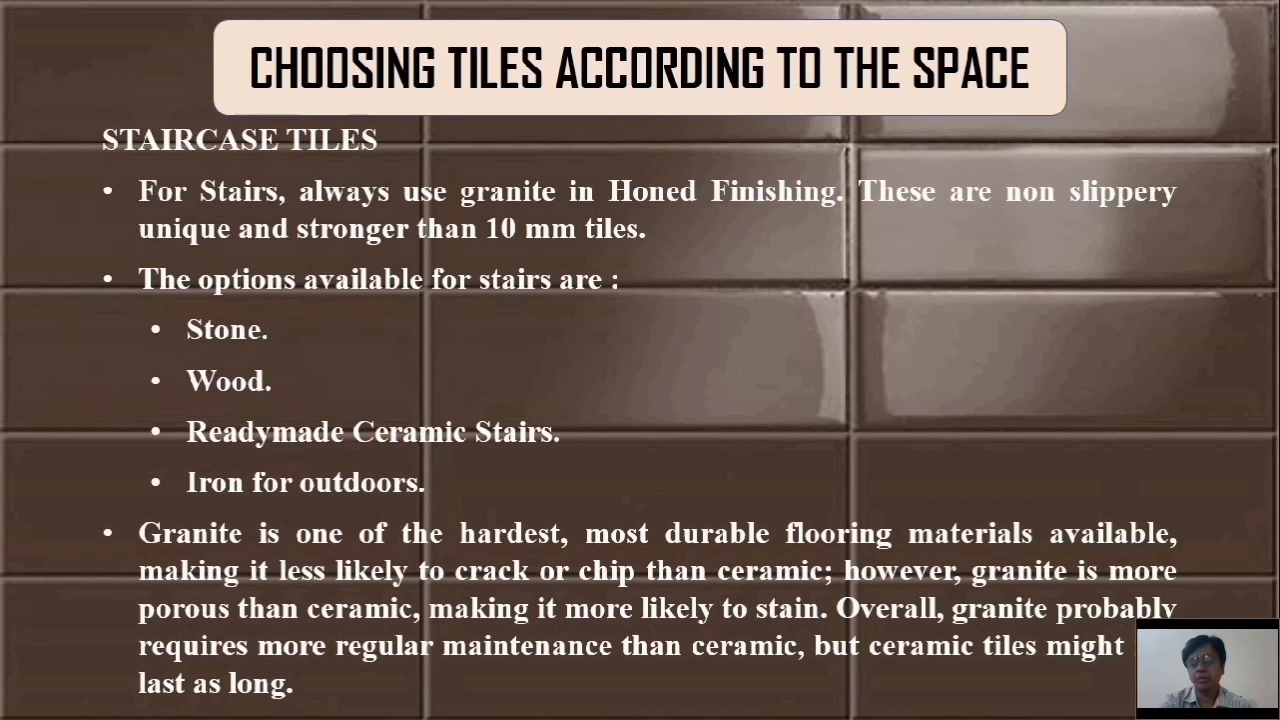 CHOOSING TILES ACCORDING TO THE SPACE
STAIRCASE TILES
• For Stairs, always use granite in Honed Finishing. These are non slippery
unique and stronger than 10 mm tiles.
• The options available for stairs are :
• Stone.
• Wood.
• Readymade Ceramic Stairs.
• Iron for outdoors.
• Granite is one of the hardest, most durable flooring materials available,
making it less likely to crack or chip than ceramic; however, granite is more
porous than ceramic, making it more likely to stain. Overall, granite probably
requires more regular maintenance than ceramic, but ceramic tiles might
last as long.